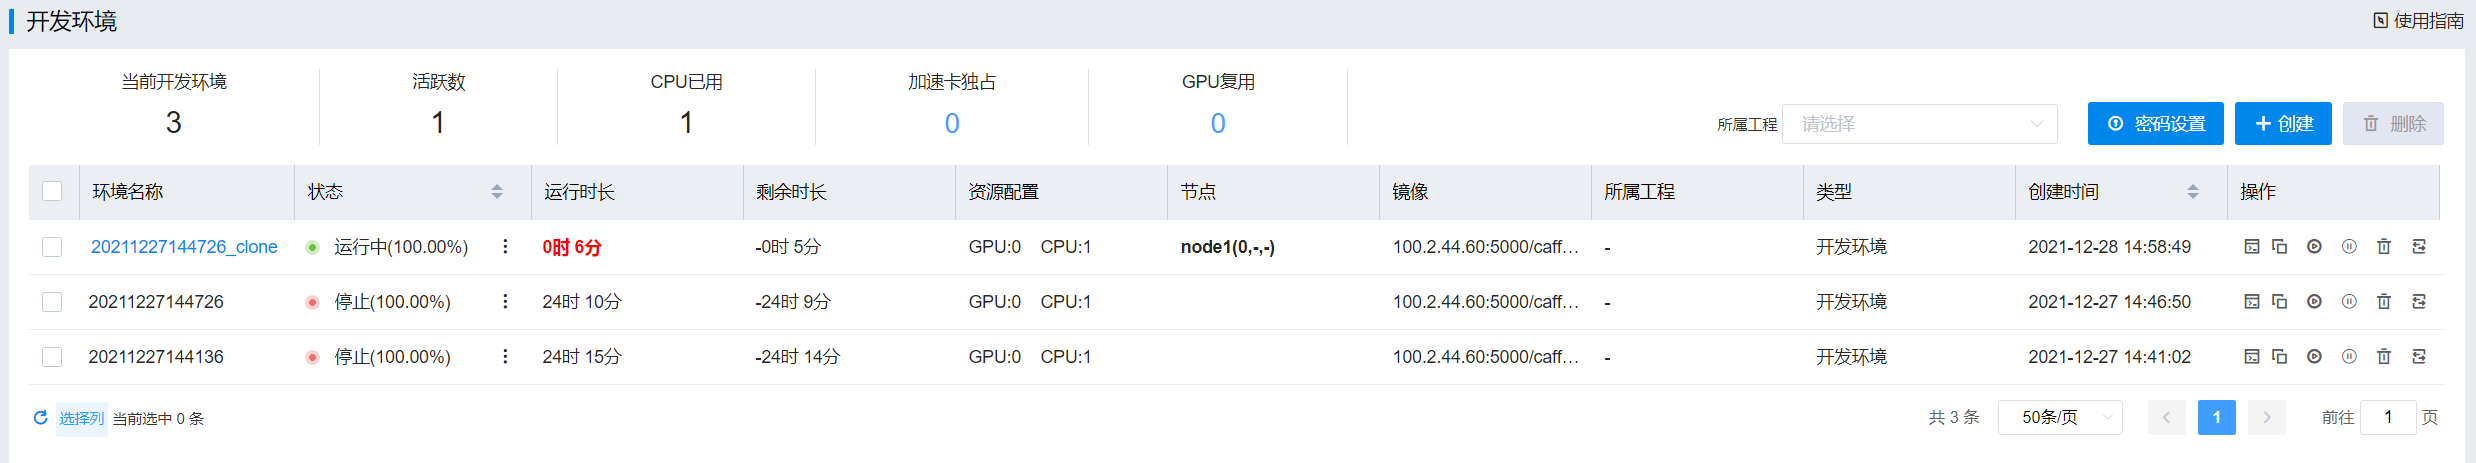 开发环境
使用指南
当前开发环境 活跃数 CPU已用 加速卡独占 GPU复用
3 1 1 0 0
所属工程 请选择 密码设置 创建 删除
环境名称 状态 运行时长 剩余时长 资源配置 节点 镜像 所属工程 类型 创建时间 操作
20211227144726_clone 运行中(100.00%) 0时 6分 -0时 5分 GPU:0 CPU:1 node1(0,-,-) 100.2.44.60:5000/caff... - 开发环境 2021-12-28 14:58:49
20211227144726 停止(100.00%) 24时 10分 -24时 9分 GPU:0 CPU:1 100.2.44.60:5000/caff... - 开发环境 2021-12-27 14:46:50
20211227144136 停止(100.00%) 24时 15分 -24时 14分 GPU:0 CPU:1 100.2.44.60:5000/caff... - 开发环境 2021-12-27 14:41:02
选择列 当前选中 0 条 共 3 条 50条/页 1 前往 1 页